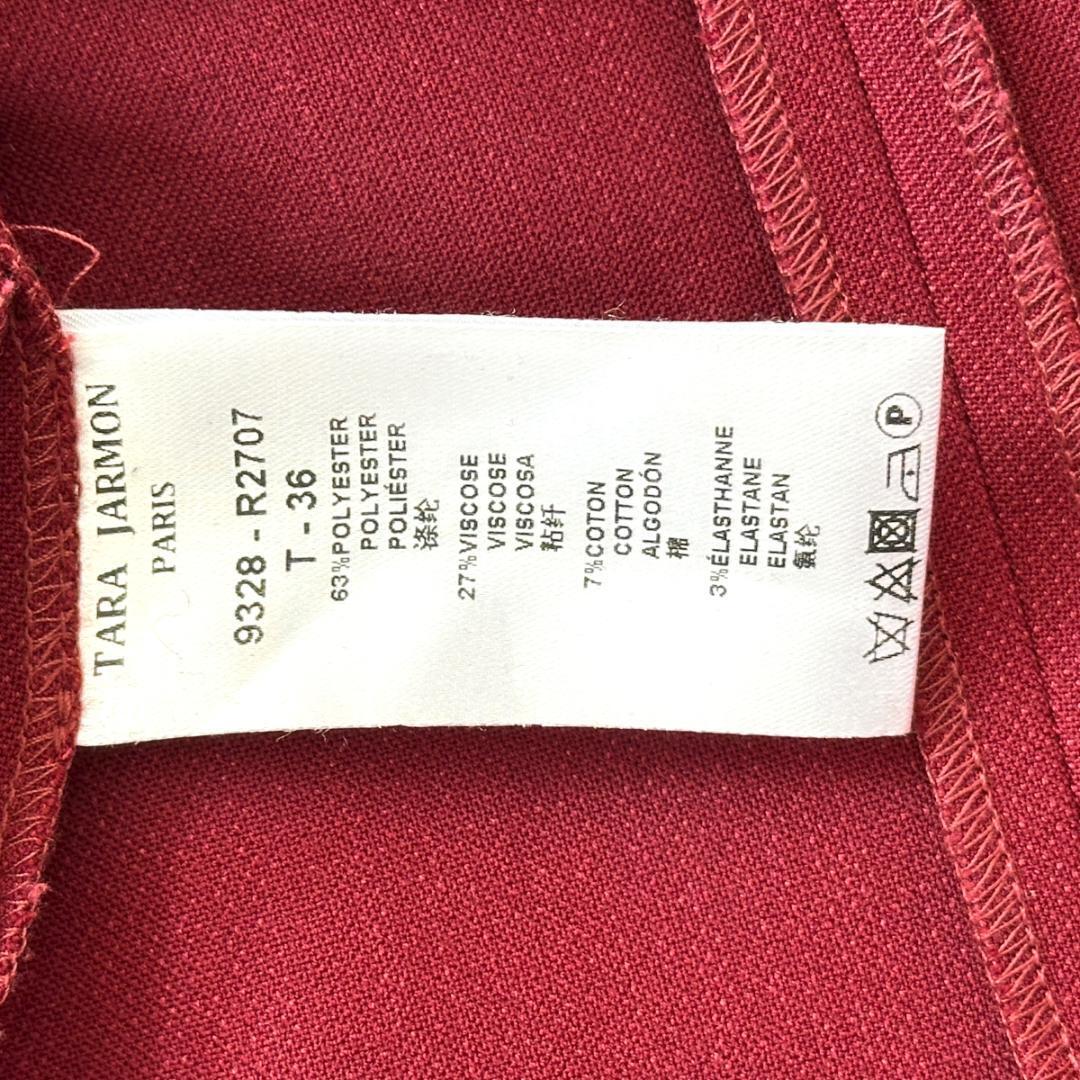 TARA JARMON
PARIS
9328 - R2707
T - 36
63%POLYESTER
POLYESTER
POLIÉSTER
涤纶
27%VISCOSE
VISCOSE
VISCOSA
粘纤
7%COTON
COTTON
ALGODÓN
棉
3%ÉLASTHANNE
ELASTANE
ELASTAN
氨纶
P